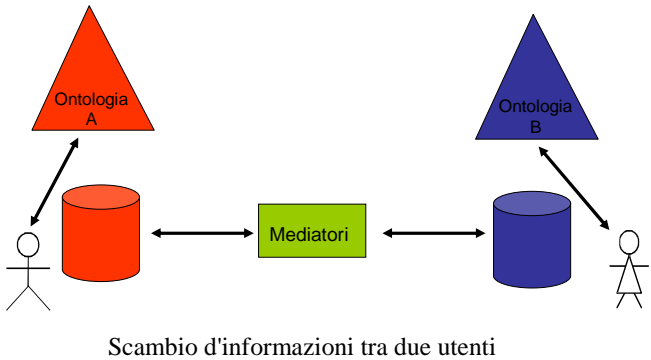 Ontologia
A
Ontologia
B
Mediatori
Scambio d'informazioni tra due utenti